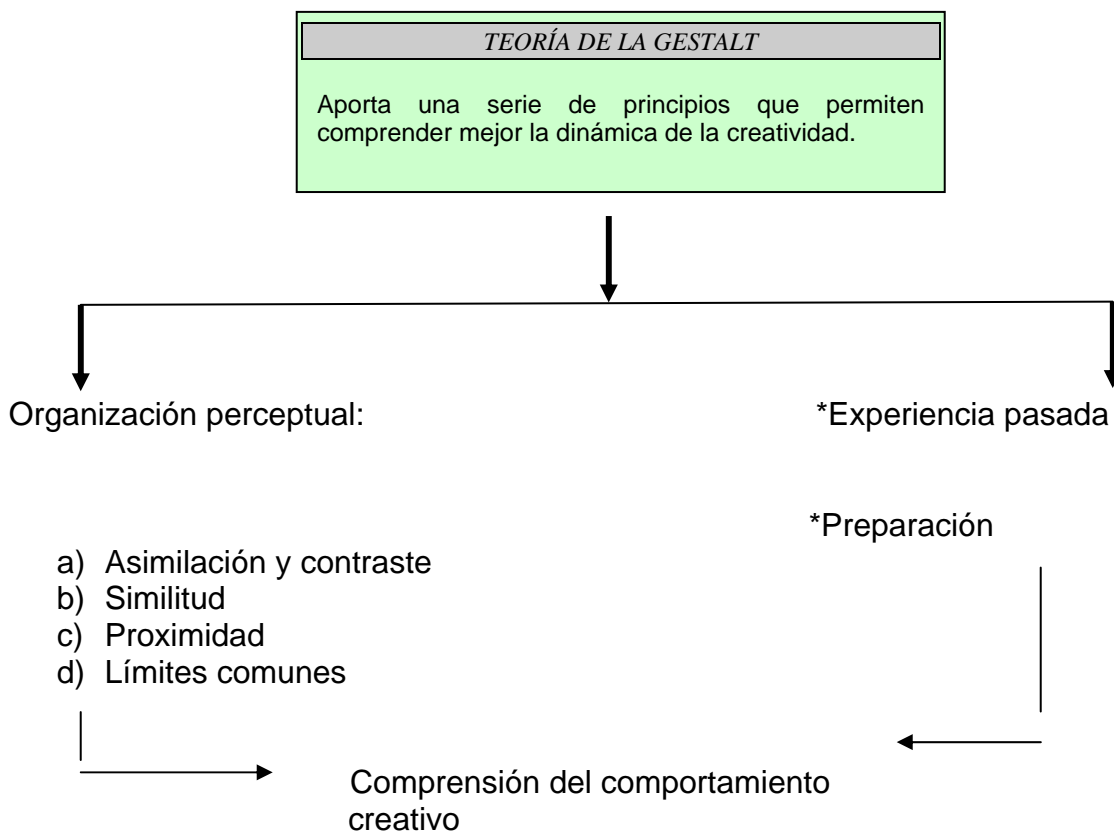 TEORÍA DE LA GESTALT
Aporta una serie de principios que permiten
comprender mejor la dinámica de la creatividad.
Organización perceptual:
*Experiencia pasada
*Preparación
a) Asimilación y contraste
b) Similitud
c) Proximidad
d) Límites comunes
Comprensión del comportamiento
creativo